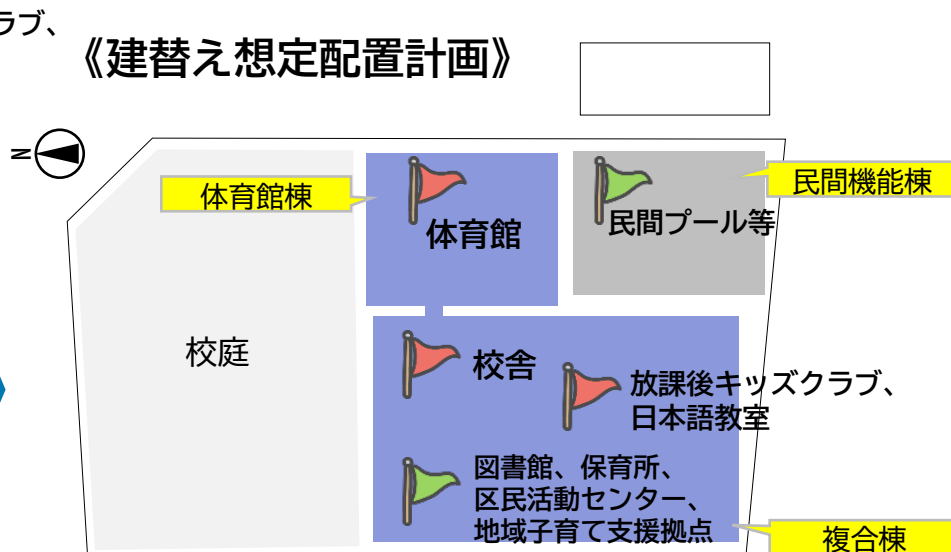 ラブ、
《建替え想定配置計画》
N
体育館棟
民間機能棟
体育館
民間プール等
校庭
校舎
放課後キッズクラブ、
日本語教室
図書館、保育所、
区民活動センター、
地域子育て支援拠点
複合棟